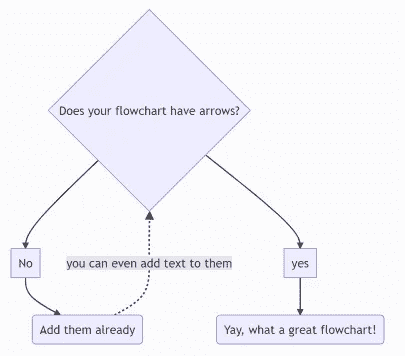 Does your flowchart have arrows?
No
you can even add text to them
yes
Add them already
Yay, what a great flowchart!